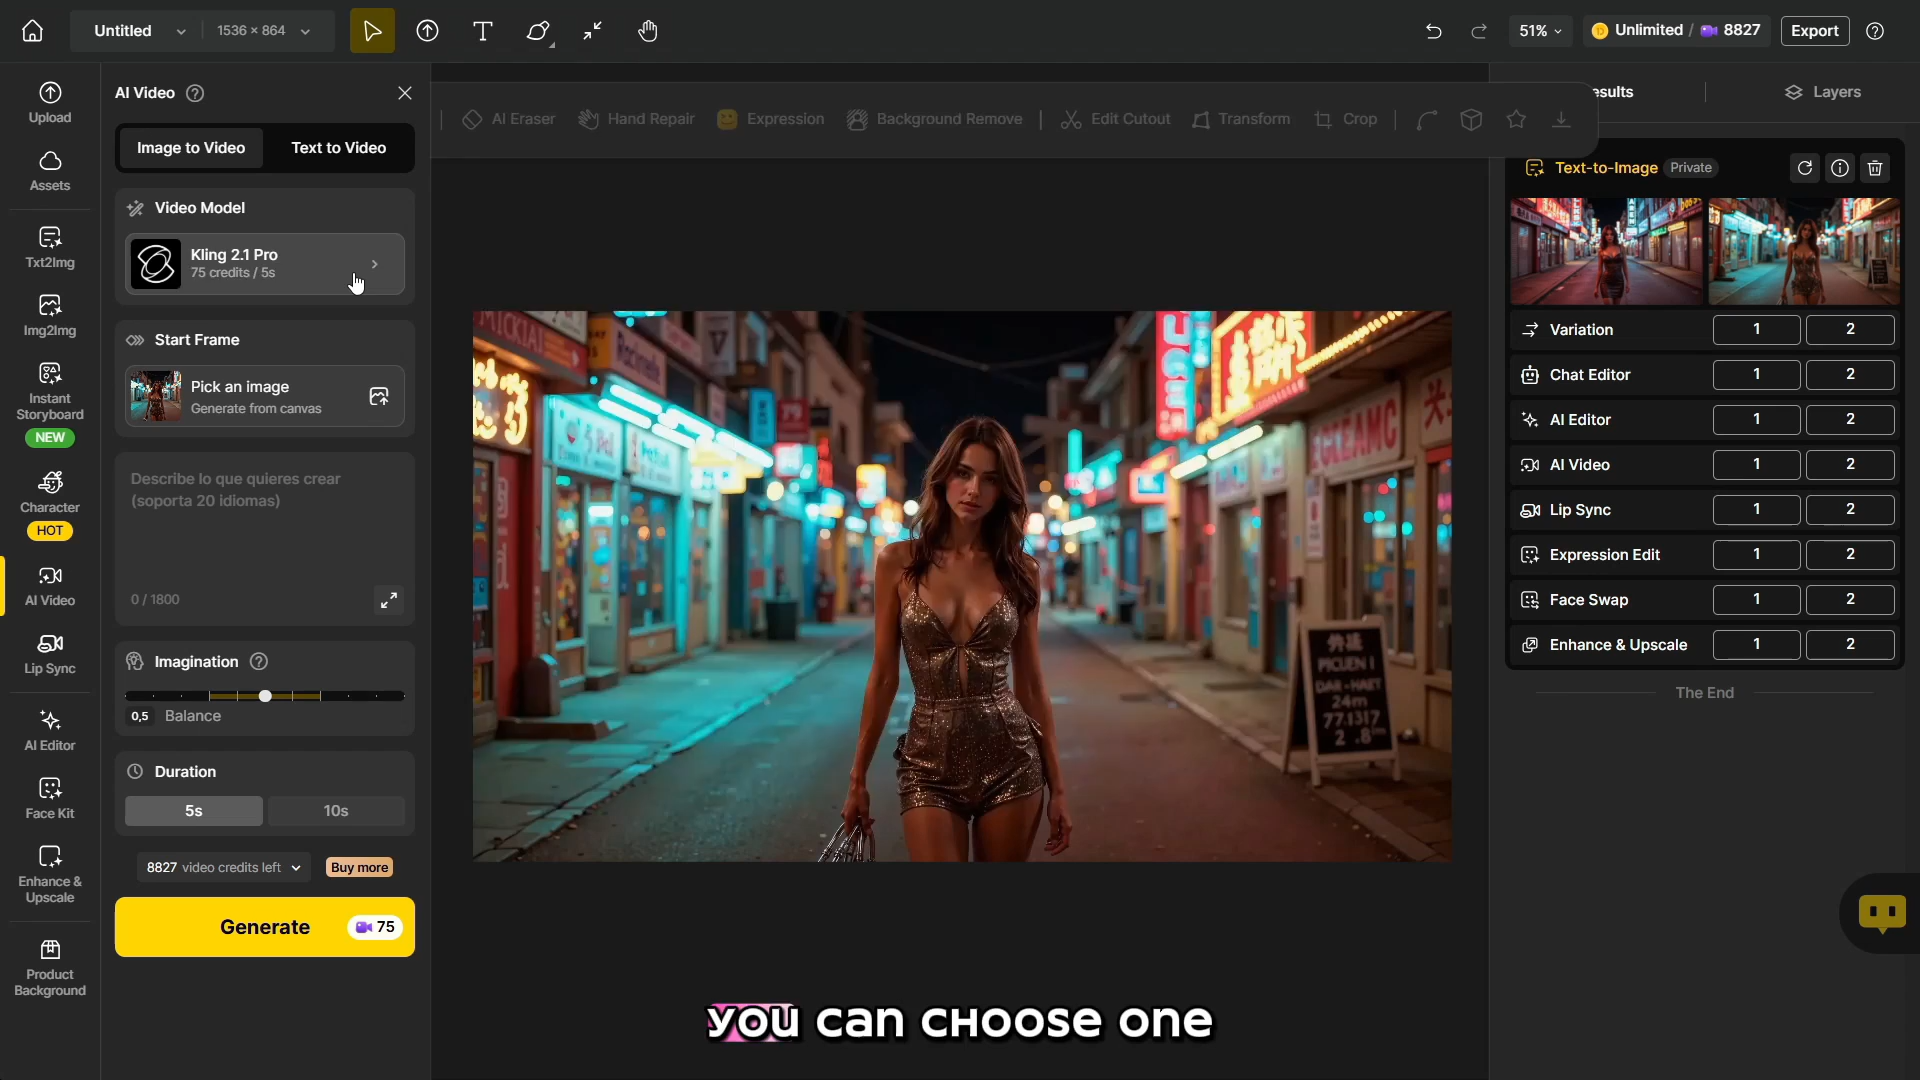 Untitled
1536 × 864
51%
Unlimited / 8827
Export
Upload
Assets
Txt2Img
Img2Img
Instant
Storyboard
NEW
Character
HOT
AI Video
Lip Sync
AI Editor
Face Kit
Enhance &
Upscale
Product
Background
AI Video
Image to Video
Text to Video
Video Model
Kling 2.1 Pro
75 credits / 5s
Start Frame
Pick an image
Generate from canvas
Describe lo que quieres crear
(soporta 20 idiomas)
0 / 1800
Imagination
0,5 Balance
Duration
5s
10s
8827 video credits left
Buy more
Generate
75
AI Eraser
Hand Repair
Expression
Background Remove
Edit Cutout
Transform
Crop
esults
Layers
Text-to-Image Private
Variation 1 2
Chat Editor 1 2
AI Editor 1 2
AI Video 1 2
Lip Sync 1 2
Expression Edit 1 2
Face Swap 1 2
Enhance & Upscale 1 2
The End
24m
you can choose one